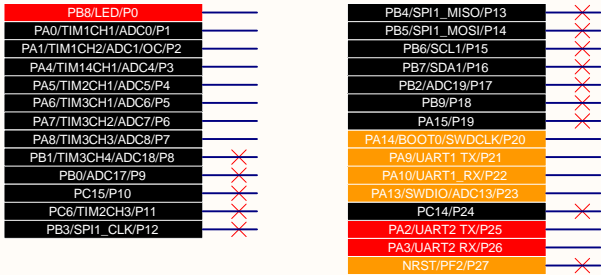 PB8/LED/P0
PA0/TIM1CH1/ADC0/P1
PA1/TIM1CH2/ADC1/OC/P2
PA4/TIM14CH1/ADC4/P3
PA5/TIM2CH1/ADC5/P4
PA6/TIM3CH1/ADC6/P5
PA7/TIM3CH2/ADC7/P6
PA8/TIM3CH3/ADC8/P7
PB1/TIM3CH4/ADC18/P8
PB0/ADC17/P9
PC15/P10
PC6/TIM2CH3/P11
PB3/SPI1_CLK/P12
PB4/SPI1_MISO/P13
PB5/SPI1_MOSI/P14
PB6/SCL1/P15
PB7/SDA1/P16
PB2/ADC19/P17
PB9/P18
PA15/P19
PA14/BOOT0/SWDCLK/P20
PA9/UART1 TX/P21
PA10/UART1_RX/P22
PA13/SWDIO/ADC13/P23
PC14/P24
PA2/UART2 TX/P25
PA3/UART2 RX/P26
NRST/PF2/P27